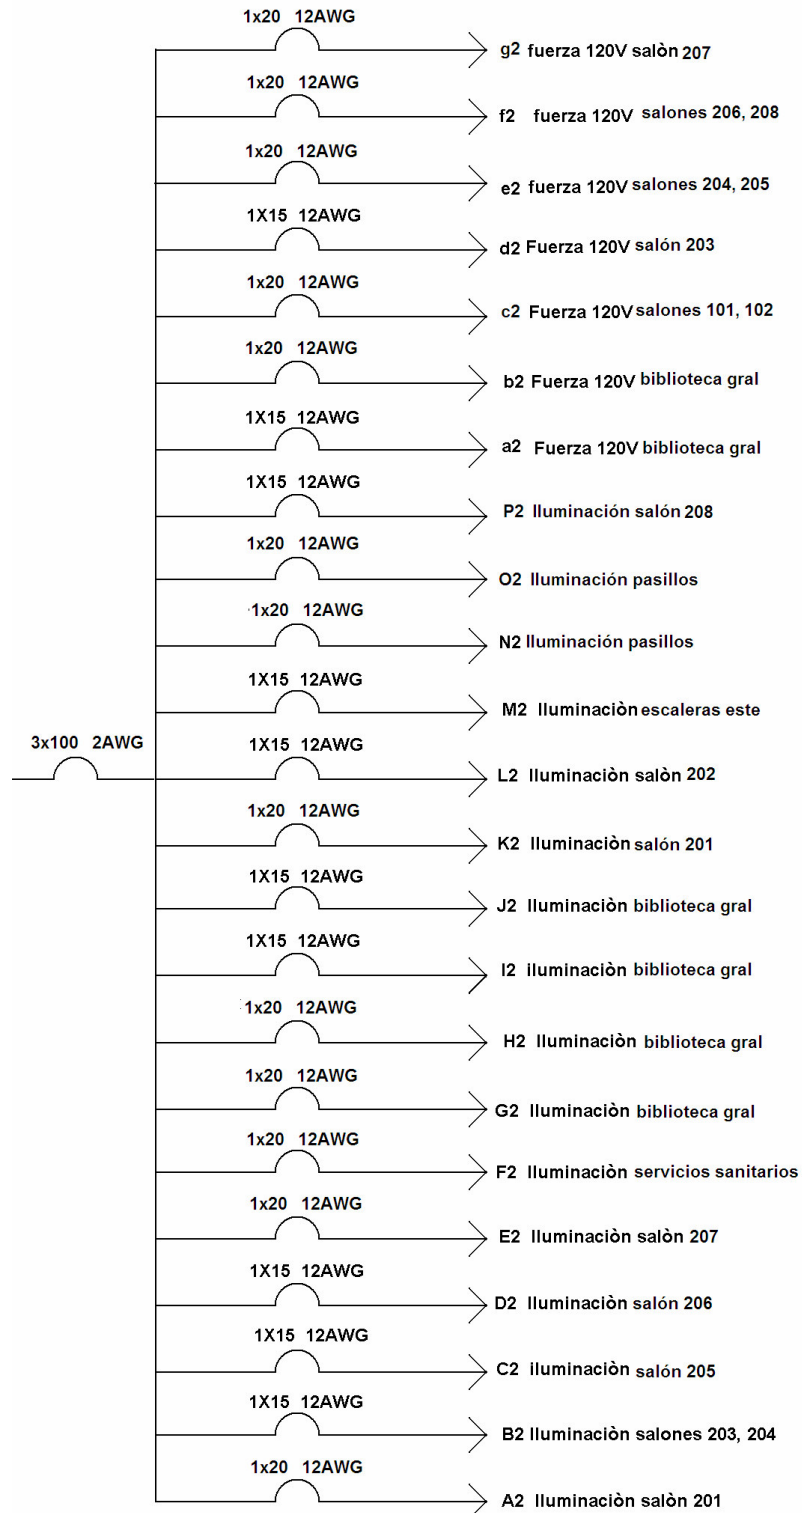 1x20 12AWG
g2 fuerza 120V salòn 207
1x20 12AWG
f2 fuerza 120V salones 206, 208
1x20 12AWG
e2 fuerza 120V salones 204, 205
1X15 12AWG
d2 Fuerza 120V salón 203
1x20 12AWG
c2 Fuerza 120V salones 101, 102
1x20 12AWG
b2 Fuerza 120V biblioteca gral
1X15 12AWG
a2 Fuerza 120V biblioteca gral
1X15 12AWG
P2 Iluminación salón 208
1x20 12AWG
O2 Iluminación pasillos
1x20 12AWG
N2 Iluminación pasillos
1X15 12AWG
M2 Iluminaciòn escaleras este
3x100 2AWG
1X15 12AWG
L2 Iluminaciòn salòn 202
1x20 12AWG
K2 Iluminaciòn salón 201
1X15 12AWG
J2 Iluminaciòn biblioteca gral
1X15 12AWG
I2 iluminaciòn biblioteca gral
1x20 12AWG
H2 Iluminaciòn biblioteca gral
1x20 12AWG
G2 Iluminaciòn biblioteca gral
1x20 12AWG
F2 Iluminaciòn servicios sanitarios
1x20 12AWG
E2 Iluminaciòn salòn 207
1X15 12AWG
D2 Iluminaciòn salón 206
1X15 12AWG
C2 iluminaciòn salón 205
1X15 12AWG
B2 Iluminaciòn salones 203, 204
1x20 12AWG
A2 Iluminaciòn salòn 201